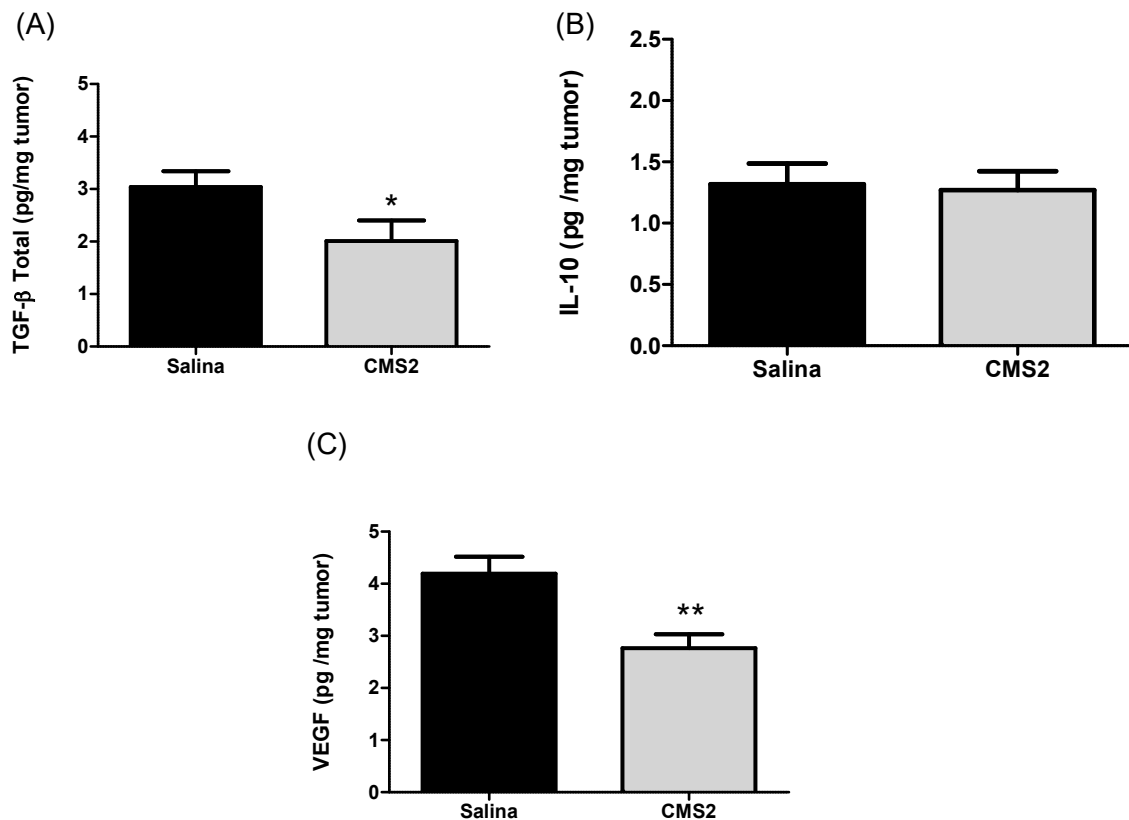 (A)
TGF-β Total (pg/mg tumor)
5
4
3
2
1
0
*
Salina
CMS2
(B)
IL-10 (pg /mg tumor)
2.5
2.0
1.5
1.0
0.5
0.0
Salina
CMS2
(C)
VEGF (pg /mg tumor)
5
4
3
2
1
0
**
Salina
CMS2